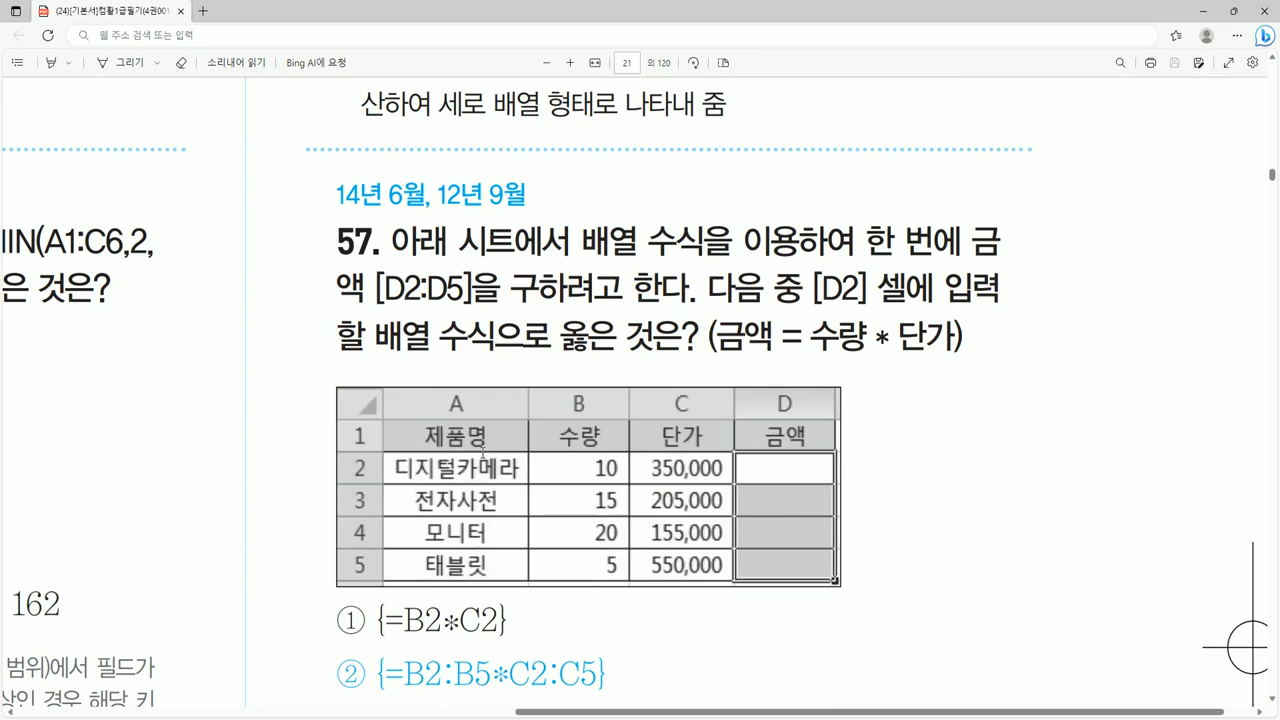 (24)[기본서]컴활1급필기(4권001
웹 주소 검색 또는 입력
그리기
소리내어 읽기
Bing AI에 요청
21
의 120
산하여 세로 배열 형태로 나타내 줌
14년 6월, 12년 9월
IIN(A1:C6,2,
은 것은?
57. 아래 시트에서 배열 수식을 이용하여 한 번에 금
액 [D2:D5]을 구하려고 한다. 다음 중 [D2] 셀에 입력
할 배열 수식으로 옳은 것은? (금액 = 수량 * 단가)
A B C D
1 제품명 수량 단가 금액
2 디지털카메라 10 350,000
3 전자사전 15 205,000
4 모니터 20 155,000
5 태블릿 5 550,000
① {=B2*C2}
② {=B2:B5*C2:C5}
162
범위)에서 필드가
상인 경우 해당 키